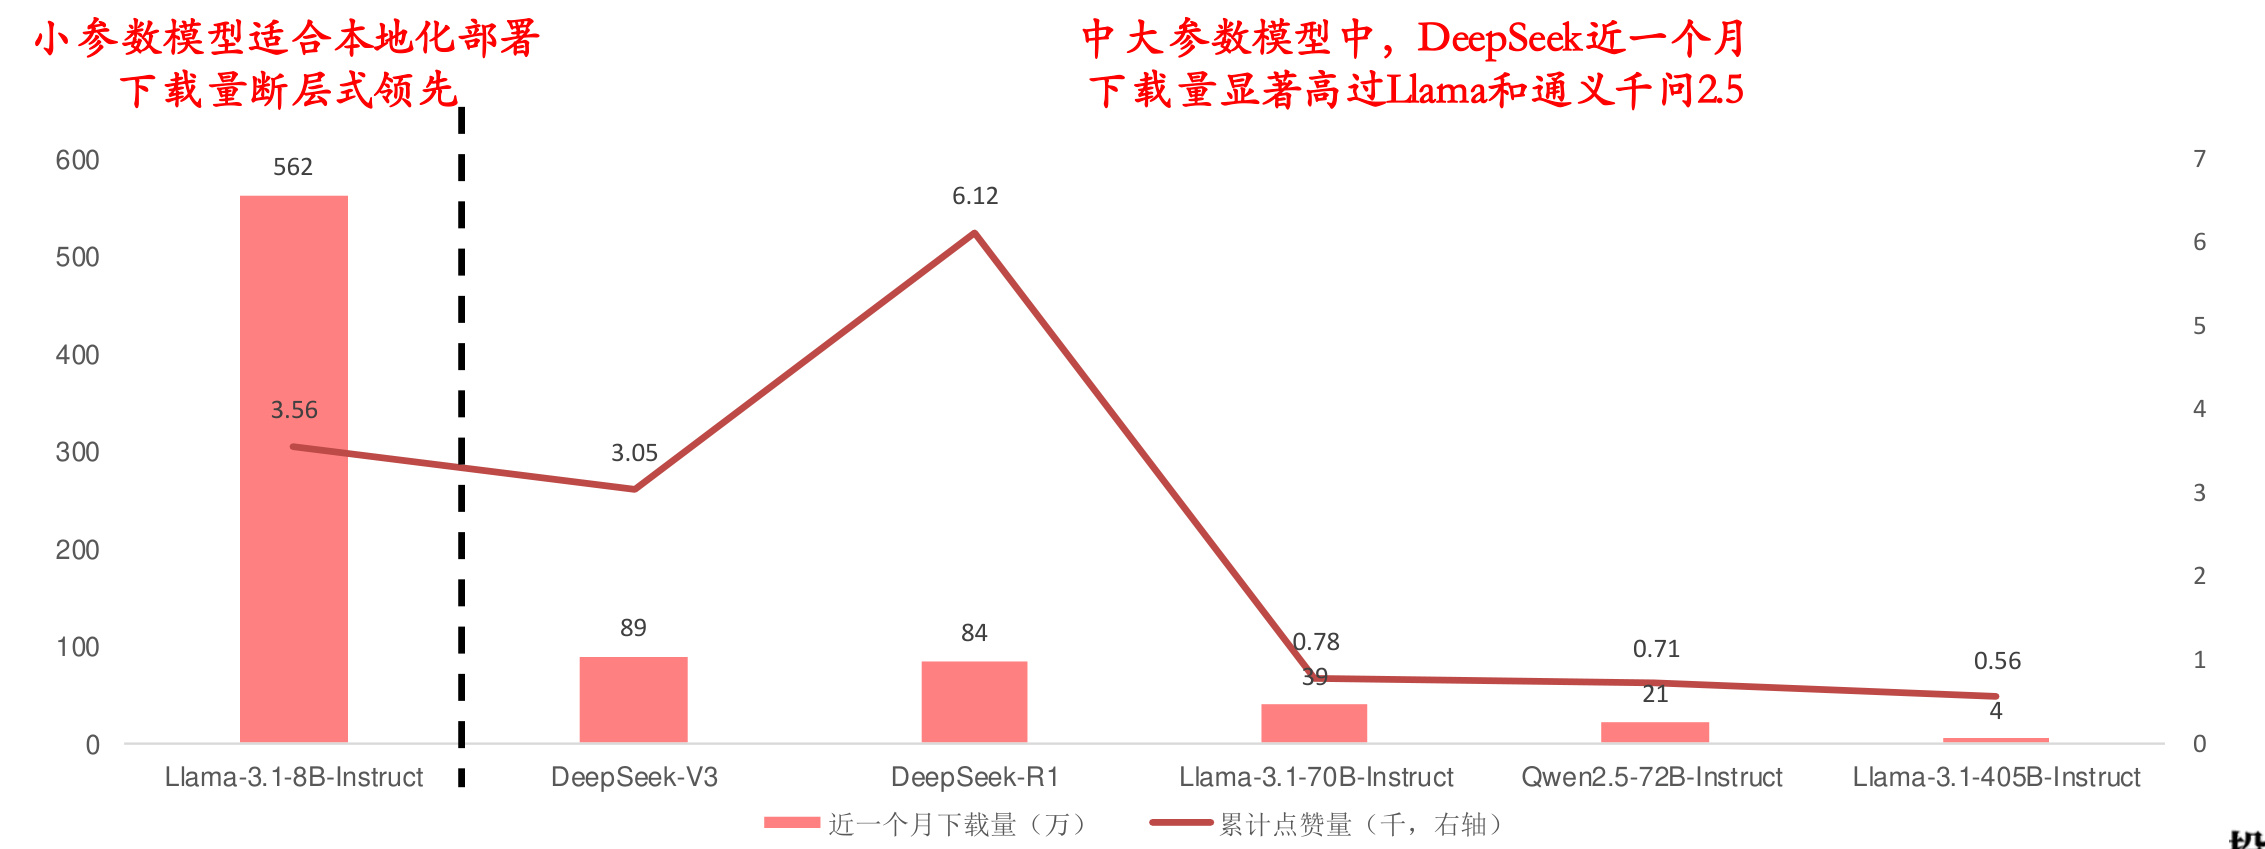 小参数模型适合本地化部署
下载量断层式领先
中大参数模型中，DeepSeek近一个月
下载量显著高过Llama和通义千问2.5
600
500
400
300
200
100
0
7
6
5
4
3
2
1
0
562
89
84
39
21
4
3.56
3.05
6.12
0.78
0.71
0.56
Llama-3.1-8B-Instruct
DeepSeek-V3
DeepSeek-R1
Llama-3.1-70B-Instruct
Qwen2.5-72B-Instruct
Llama-3.1-405B-Instruct
近一个月下载量（万）
累计点赞量（千，右轴）